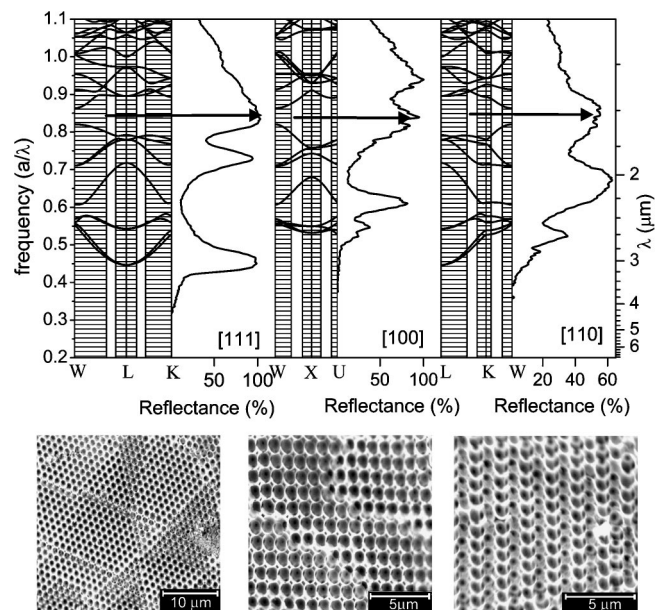 1.1
1.0
0.9
0.8
0.7
0.6
0.5
0.4
0.3
0.2
frequency (a/λ)
[111]
[100]
[110]
2
3
4
5
6
λ (μm)
W L K W X U L K W
50 100 50 100 20 40 60
Reflectance (%) Reflectance (%) Reflectance (%)
10 μm
5μm
5 μm